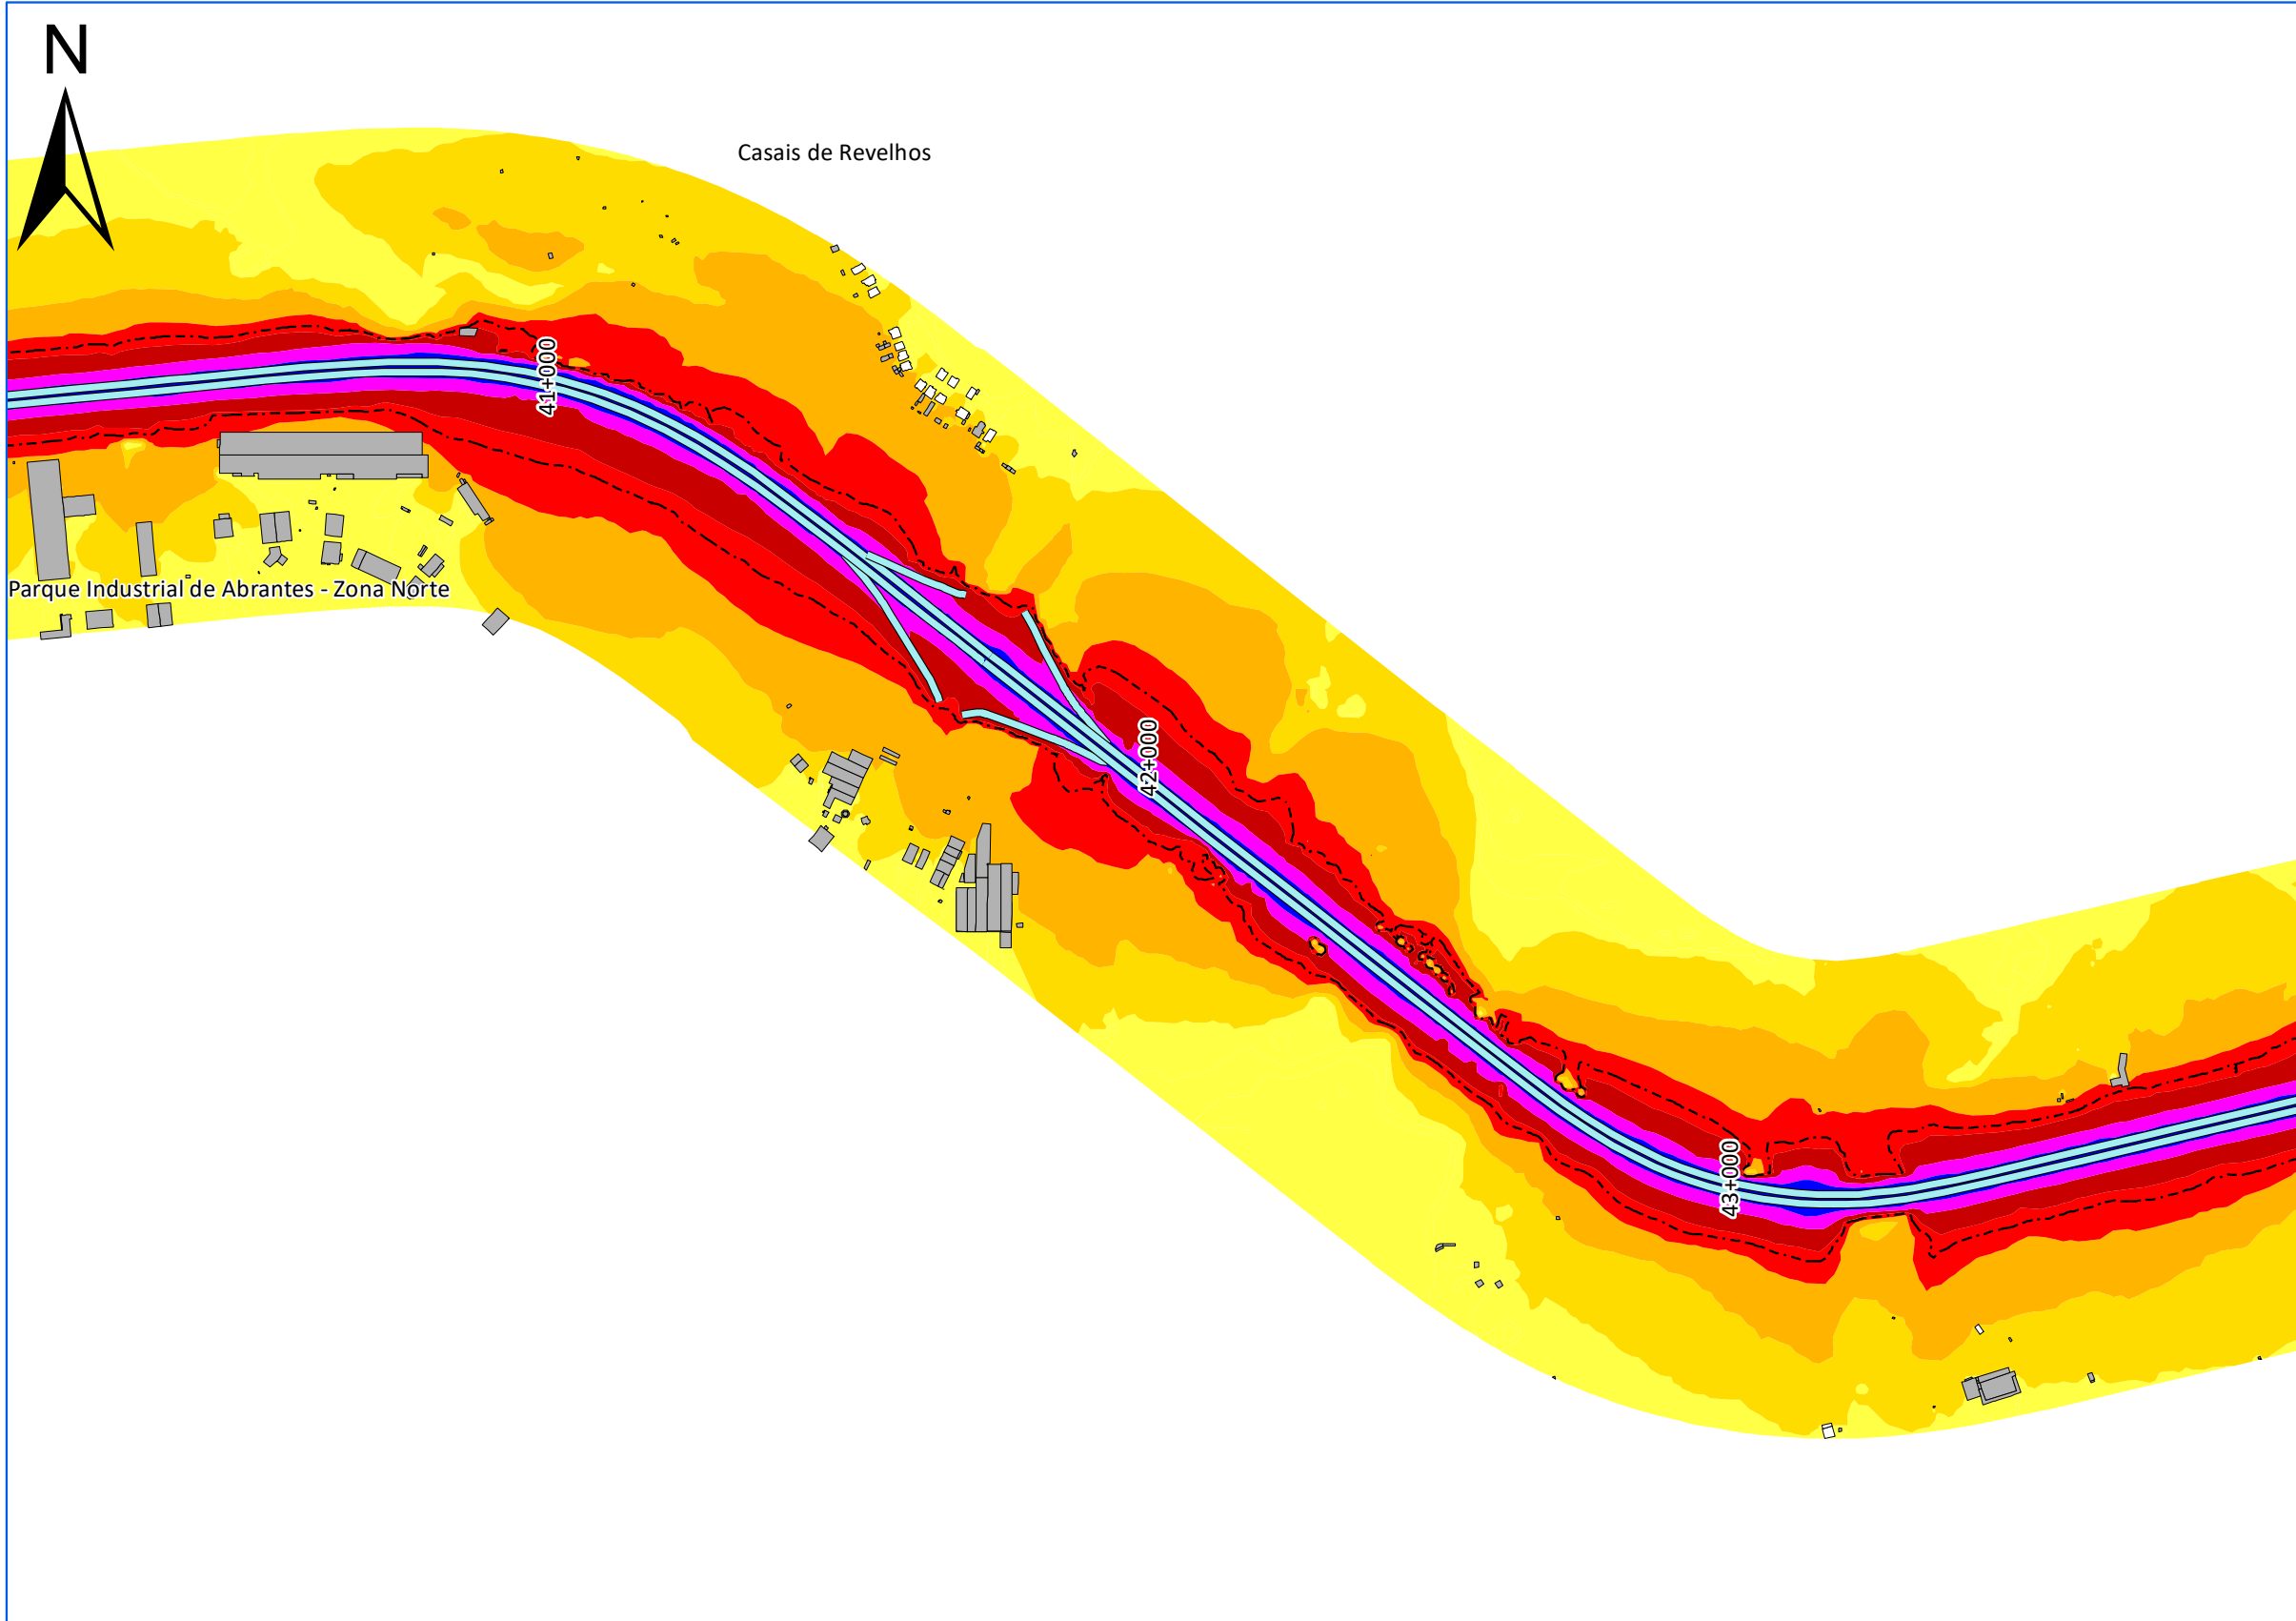 N
Casais de Revelhos
41+000
Parque Industrial de Abrantes - Zona Norte
42+000
43+000